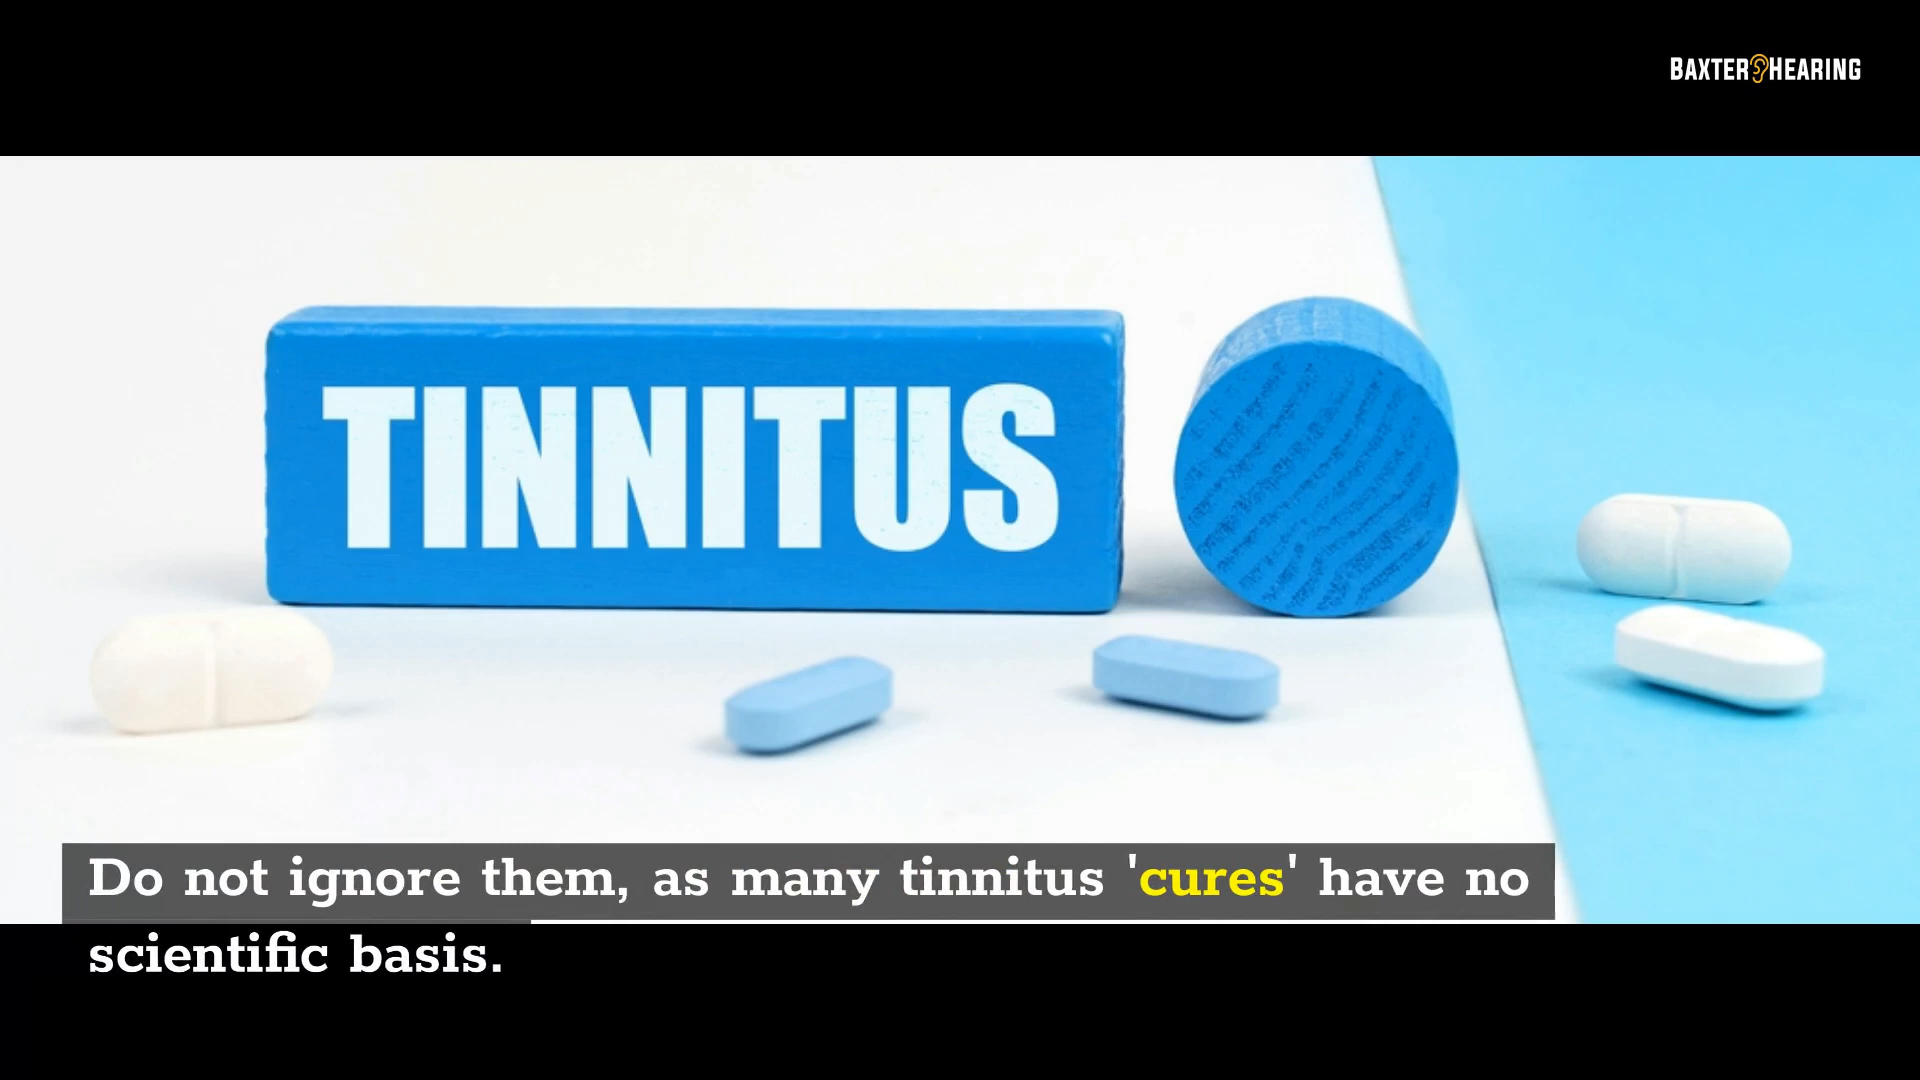 BAXTER HEARING
TINNITUS
Do not ignore them, as many tinnitus 'cures' have no
scientific basis.